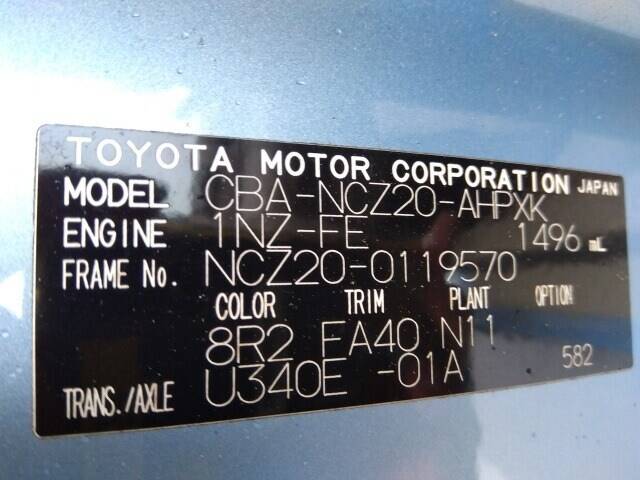 TOYOTA MOTOR CORPORATION JAPAN
MODEL CBA-NCZ20-AHPXK
ENGINE 1NZ-FE 1496 mL
FRAME No. NCZ20-0119570
COLOR TRIM PLANT OPTION
8R2 FA40 N11 582
TRANS./AXLE U340E -01A